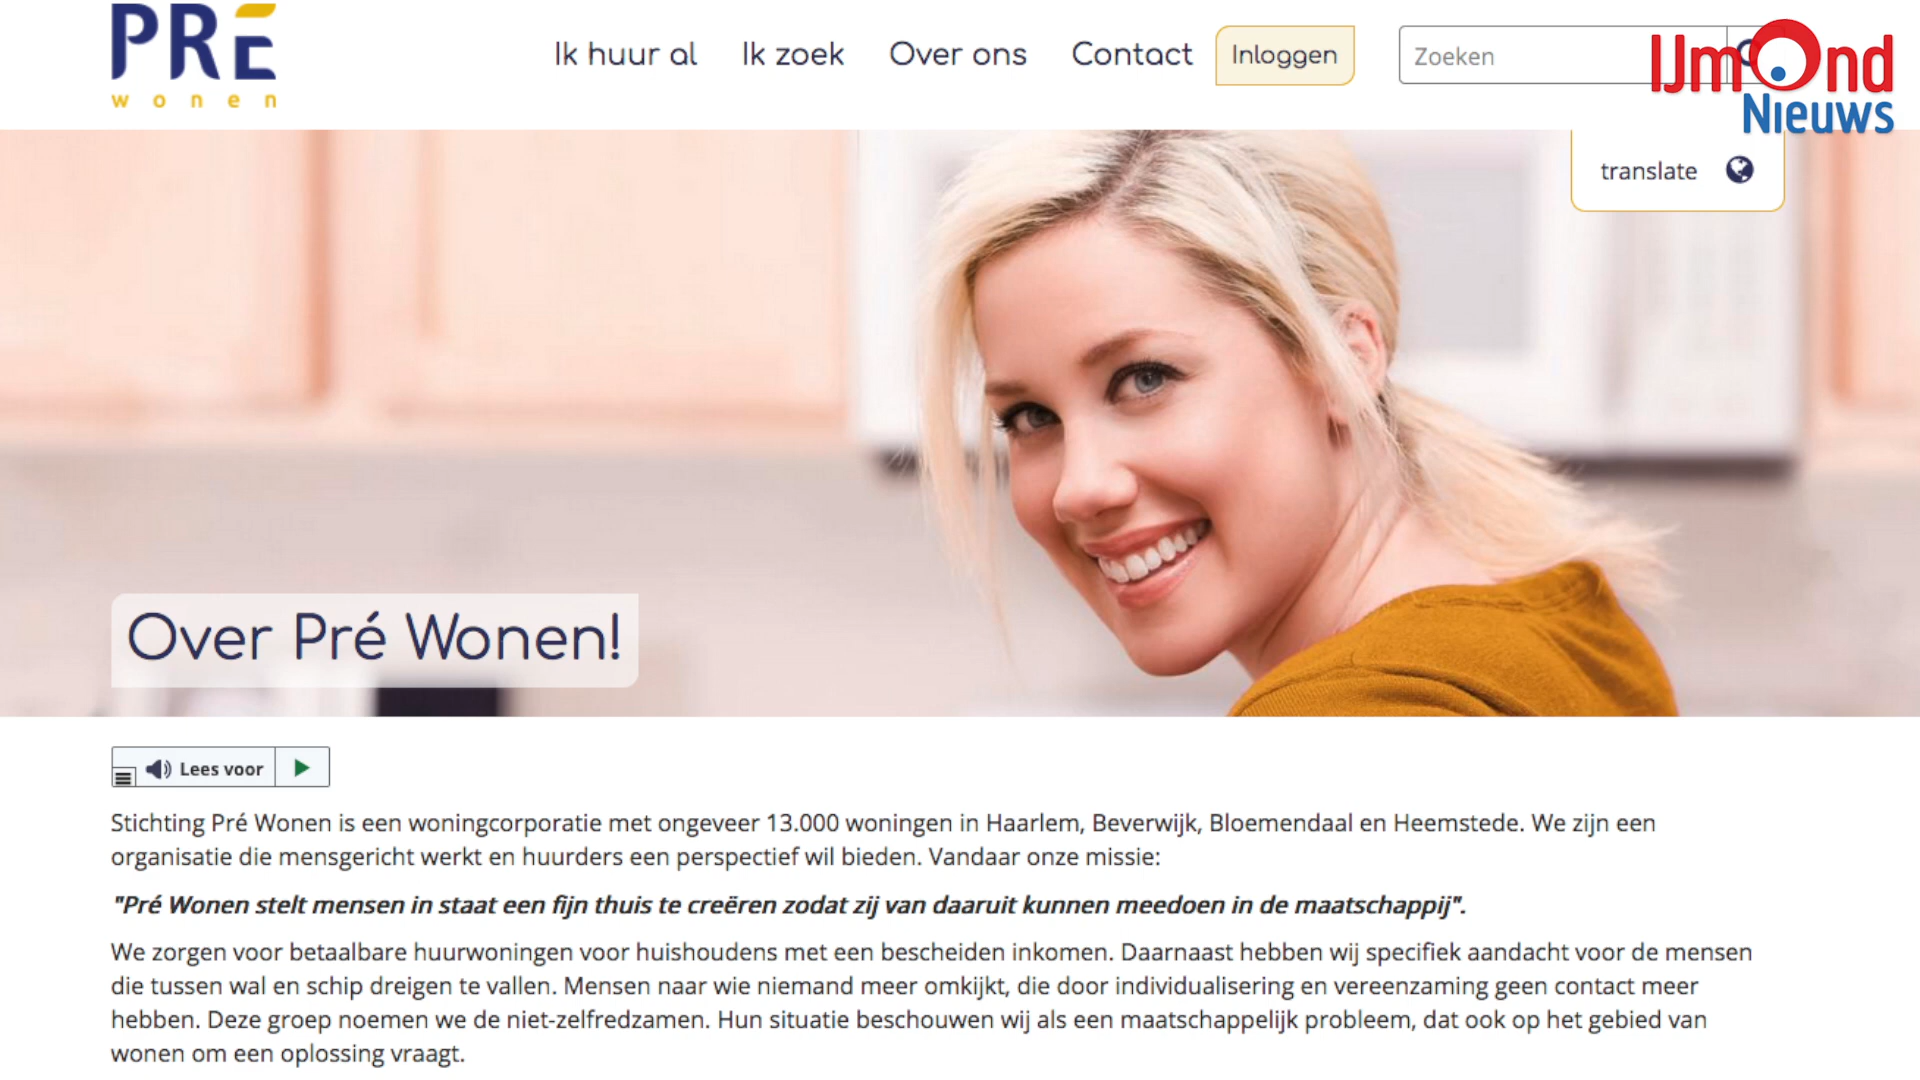 PRÉ
wonen
Ik huur al Ik zoek Over ons Contact Inloggen Zoeken
IJmOnd
Nieuws
translate
Over Pré Wonen!
Lees voor
Stichting Pré Wonen is een woningcorporatie met ongeveer 13.000 woningen in Haarlem, Beverwijk, Bloemendaal en Heemstede. We zijn een
organisatie die mensgericht werkt en huurders een perspectief wil bieden. Vandaar onze missie:
"Pré Wonen stelt mensen in staat een fijn thuis te creëren zodat zij van daaruit kunnen meedoen in de maatschappij".
We zorgen voor betaalbare huurwoningen voor huishoudens met een bescheiden inkomen. Daarnaast hebben wij specifiek aandacht voor de mensen
die tussen wal en schip dreigen te vallen. Mensen naar wie niemand meer omkijkt, die door individualisering en vereenzaming geen contact meer
hebben. Deze groep noemen we de niet-zelfredzamen. Hun situatie beschouwen wij als een maatschappelijk probleem, dat ook op het gebied van
wonen om een oplossing vraagt.